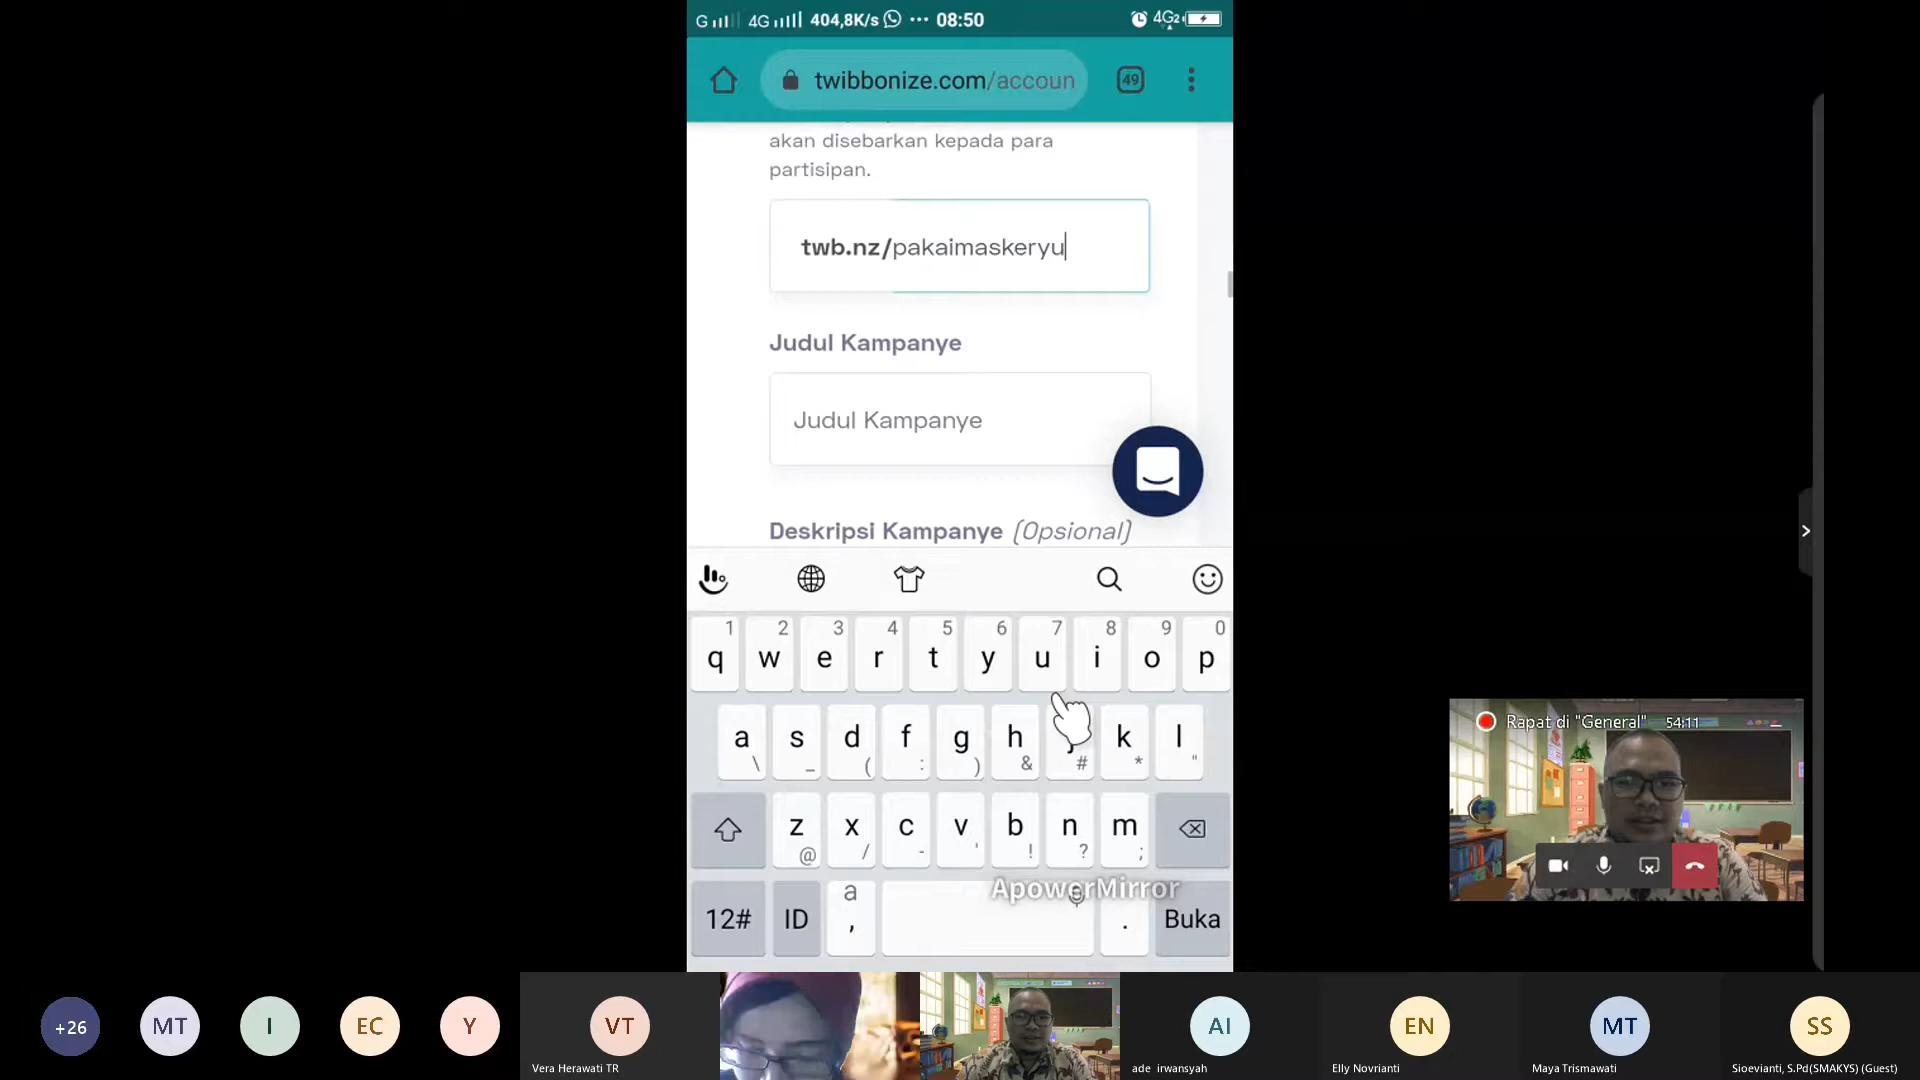 G 4G 404,8K/s ••• 08:50 4G2
twibbonize.com/accoun 49
akan disebarkan kepada para
partisipan.
twb.nz/pakaimaskeryu
Judul Kampanye
Judul Kampanye
Deskripsi Kampanye (Opsional)
1 2 3 4 5 6 7 8 9 0
q w e r t y u i o p
a s d f g h j k l
\ _ ( : ) & # * "
z x c v b n m
@ / - ' ! ? ;
ApowerMirror
12# ID a , . Buka
Rapat di "General" 54:11
+26 MT I EC Y VT AI EN MT SS
Vera Herawati TR
ade irwansyah
Elly Novrianti
Maya Trismawati
Sioevianti, S.Pd(SMAKYS) (Guest)